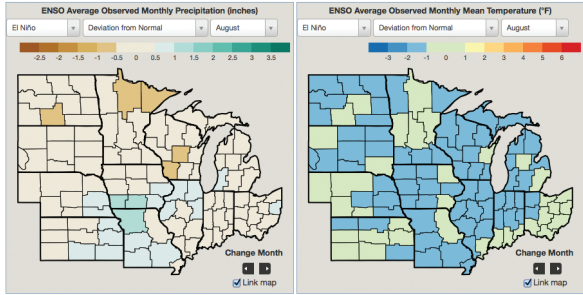 ENSO Average Observed Monthly Precipitation (inches)
El Niño Deviation from Normal August
-2.5 -2 -1.5 -1 -0.5 0 0.5 1 1.5 2 2.5 3 3.5
Change Month
Link map
ENSO Average Observed Monthly Mean Temperature (°F)
El Niño Deviation from Normal August
-3 -2 -1 0 1 2 3 4 5 6
Change Month
Link map